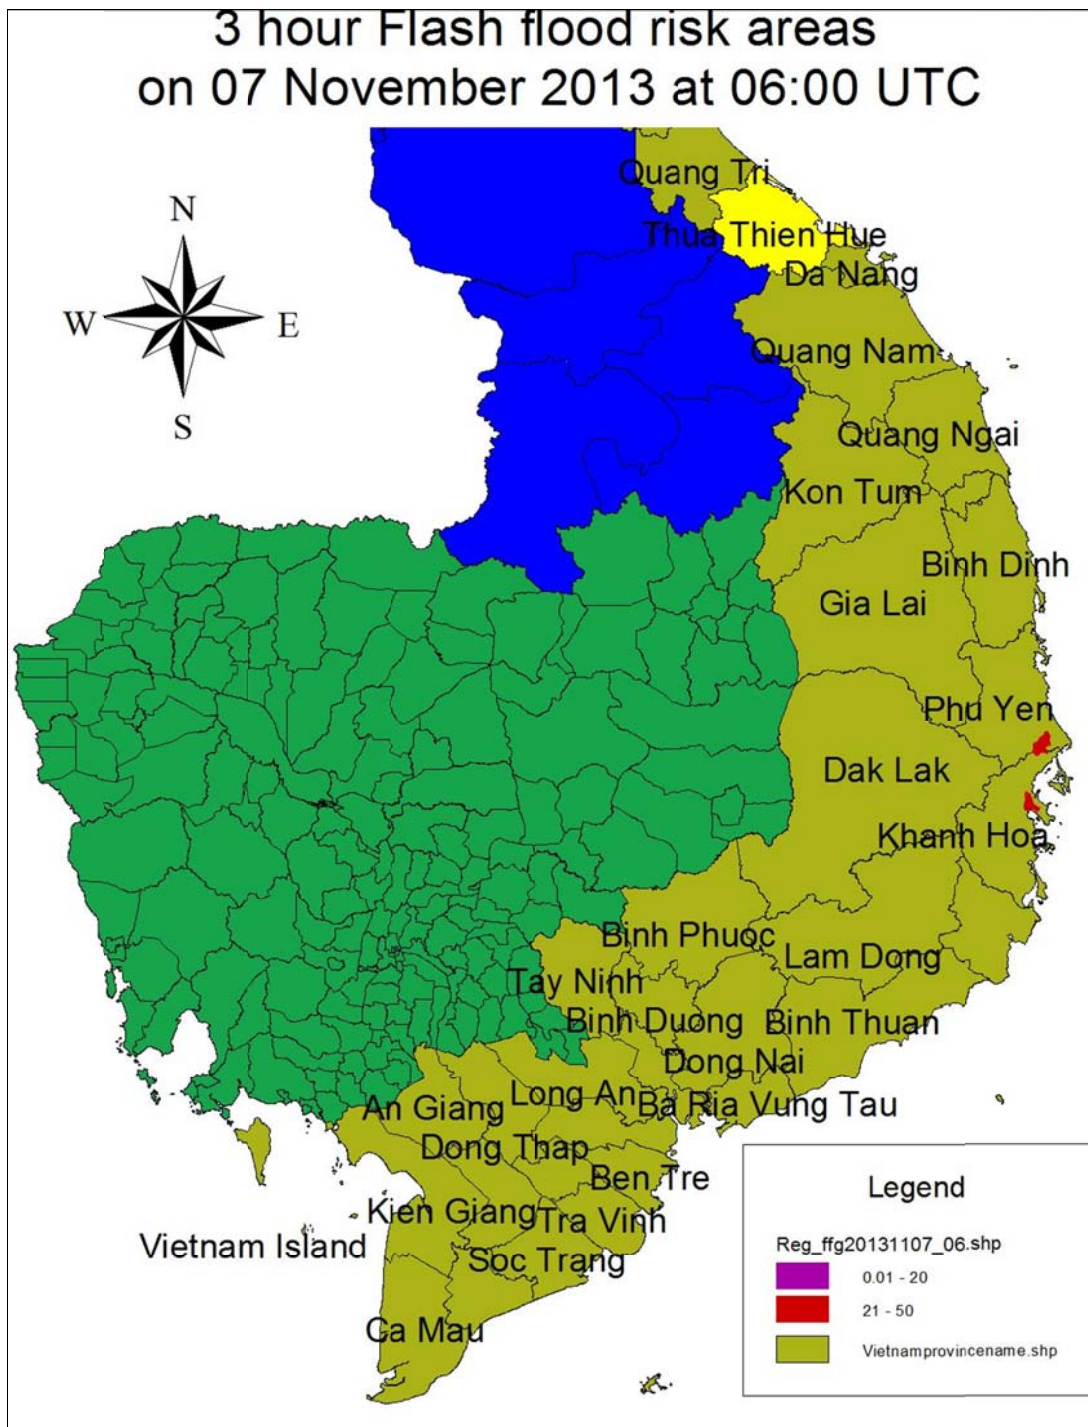 3 hour Flash flood risk areas
on 07 November 2013 at 06:00 UTC
N
W
E
S
Quang Tri
Thua Thien Hue
Da Nang
Quang Nam
Quang Ngai
Kon Tum
Binh Dinh
Gia Lai
Phu Yen
Dak Lak
Khanh Hoa
Binh Phuoc
Lam Dong
Tay Ninh
Binh Duong
Binh Thuan
Dong Nai
Long An
An Giang
Ba Ria Vung Tau
Dong Thap
Ben Tre
Kien Giang
Tra Vinh
Vietnam Island
Soc Trang
Ca Mau
Legend
Reg_ffg20131107_06.shp
0.01 - 20
21 - 50
Vietnamprovincename.shp